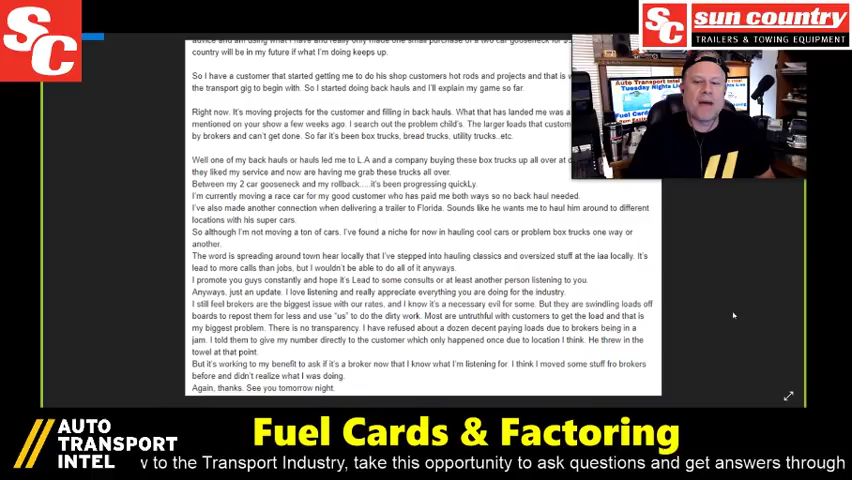 SC
SC sun country
TRAILERS & TOWING EQUIPMENT
country will be in my future if what I'm doing keeps up.
So I have a customer that started getting me to do his shop customers hot rods and projects and that is
the transport gig to begin with. So I started doing back hauls and I'll explain my game so far.
Right now. It's moving projects for the customer and filling in back hauls. What that has landed me was a
mentioned on your show a few weeks ago. I search out the problem child's. The larger loads that custom
by brokers and can't get done. So far it's been box trucks, bread trucks, utility trucks..etc.
Well one of my back hauls or hauls led me to L.A and a company buying these box trucks up all over at
they liked my service and now are having me grab these trucks all over.
Between my 2 car gooseneck and my rollback.....it's been progressing quickLy.
I'm currently moving a race car for my good customer who has paid me both ways so no back haul needed.
I've also made another connection when delivering a trailer to Florida. Sounds like he wants me to haul him around to different
locations with his super cars.
So although I'm not moving a ton of cars. I've found a niche for now in hauling cool cars or problem box trucks one way or
another.
The word is spreading around town hear locally that I've stepped into hauling classics and oversized stuff at the iaa locally. It's
lead to more calls than jobs, but I wouldn't be able to do all of it anyways.
I promote you guys constantly and hope it's Lead to some consults or at least another person listening to you.
Anyways, just an update. I love listening and really appreciate everything you are doing for the industry.
I still feel brokers are the biggest issue with our rates, and I know it's a necessary evil for some. But they are swindling loads off
boards to repost them for less and use "us" to do the dirty work. Most are untruthful with customers to get the load and that is
my biggest problem. There is no transparency. I have refused about a dozen decent paying loads due to brokers being in a
jam. I told them to give my number directly to the customer which only happened once due to location I think. He threw in the
towel at that point.
But it's working to my benefit to ask if it's a broker now that I know what I'm listening for I think I moved some stuff fro brokers
before and didn't realize what I was doing.
Again, thanks. See you tomorrow night.
AUTO
TRANSPORT
INTEL
Fuel Cards & Factoring
w to the Transport Industry, take this opportunity to ask questions and get answers through